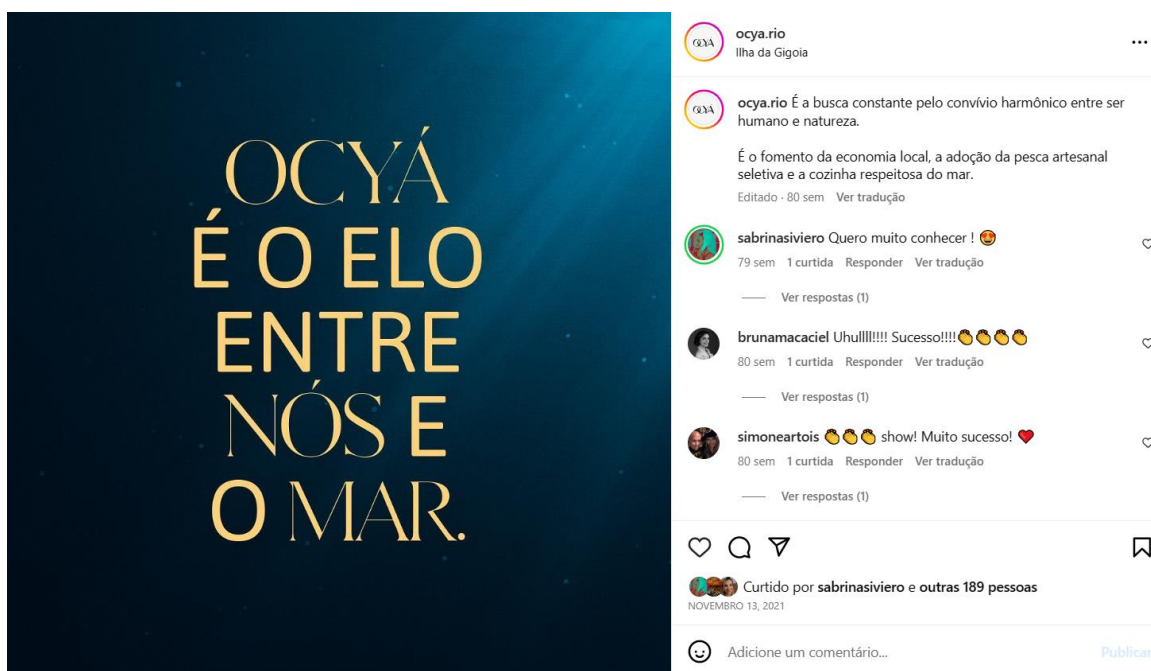 OCYÁ
É O ELO
ENTRE
NÓS E
O MAR.
OCYÁ
ocya.rio
Ilha da Gigoia
OCYÁ
ocya.rio É a busca constante pelo convívio harmônico entre ser
humano e natureza.
É o fomento da economia local, a adoção da pesca artesanal
seletiva e a cozinha respeitosa do mar.
Editado · 80 sem Ver tradução
sabrinasiviero Quero muito conhecer ! 😍
79 sem 1 curtida Responder Ver tradução
Ver respostas (1)
brunamacaciel Uhullll!!!! Sucesso!!!!👏👏👏👏
80 sem 1 curtida Responder Ver tradução
Ver respostas (1)
simoneartois 👏👏👏 show! Muito sucesso! ❤️
80 sem 1 curtida Responder Ver tradução
Ver respostas (1)
Curtido por sabrinasiviero e outras 189 pessoas
NOVEMBRO 13, 2021
Adicione um comentário... Publicar